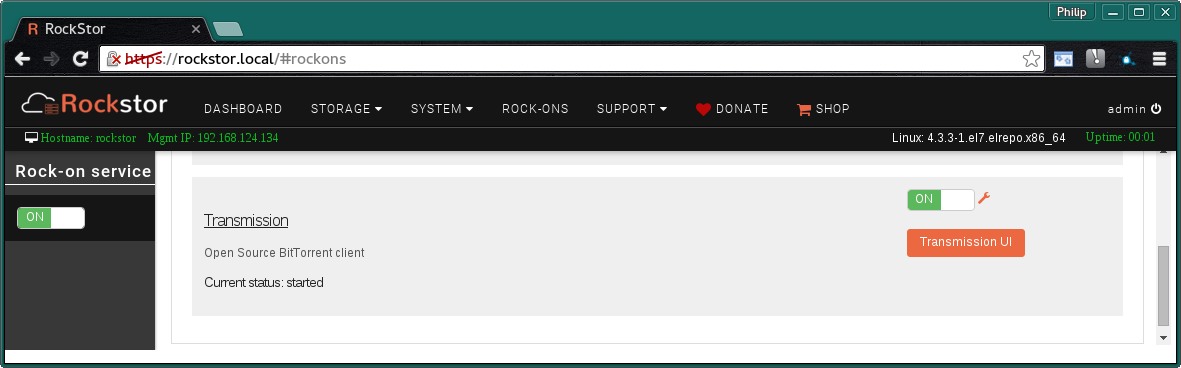 Philip
R RockStor
https://rockstor.local/#rockons
Rockstor DASHBOARD STORAGE SYSTEM ROCK-ONS SUPPORT DONATE SHOP admin
Hostname: rockstor Mgmt IP: 192.168.124.134 Linux: 4.3.3-1.el7.elrepo.x86_64 Uptime: 00:01
Rock-on service
ON
ON
Transmission
Transmission UI
Open Source BitTorrent client
Current status: started